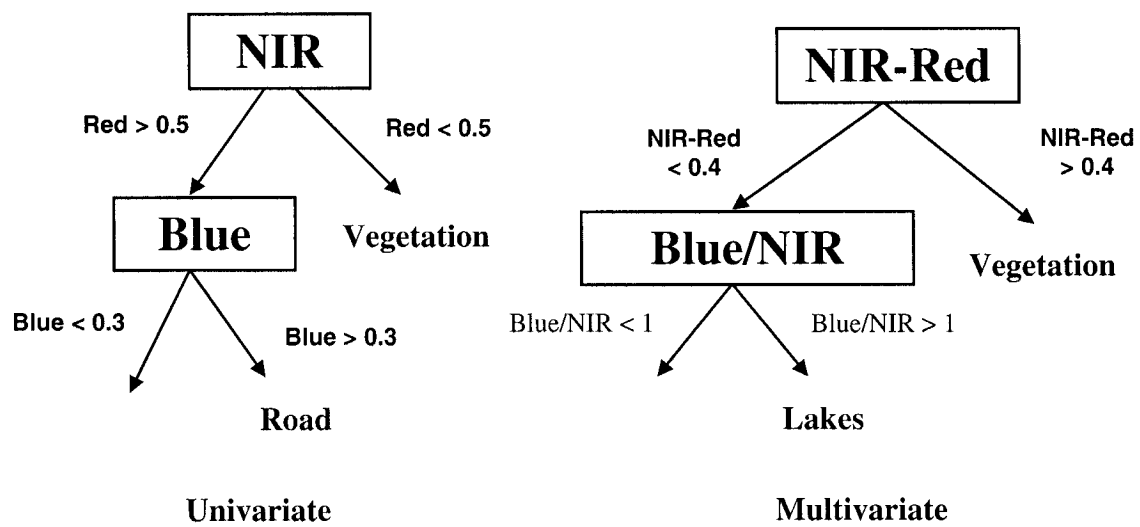 NIR
Red > 0.5
Red < 0.5
Blue
Vegetation
Blue < 0.3
Blue > 0.3
Road
Univariate
NIR-Red
NIR-Red
< 0.4
NIR-Red
> 0.4
Blue/NIR
Vegetation
Blue/NIR < 1
Blue/NIR > 1
Lakes
Multivariate